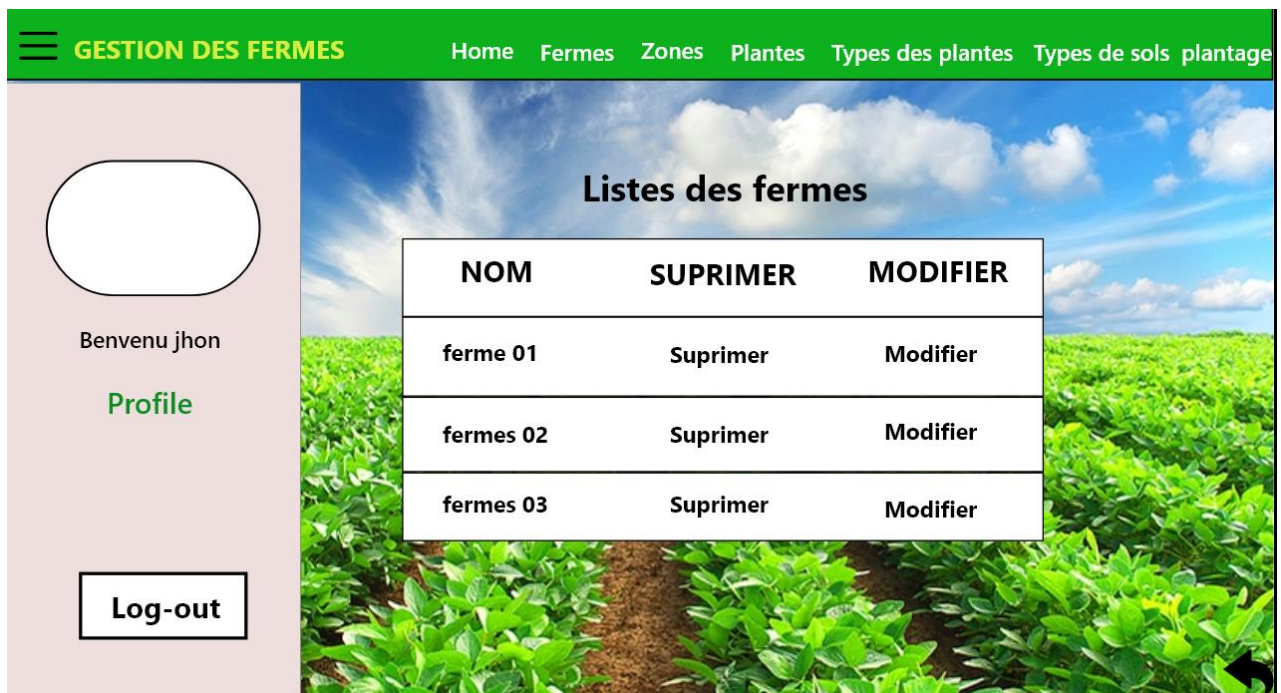 GESTION DES FERMES Home Fermes Zones Plantes Types des plantes Types de sols plantage
Benvenu jhon
Profile
Log-out
Listes des fermes
NOM SUPRIMER MODIFIER
ferme 01 Suprimer Modifier
fermes 02 Suprimer Modifier
fermes 03 Suprimer Modifier